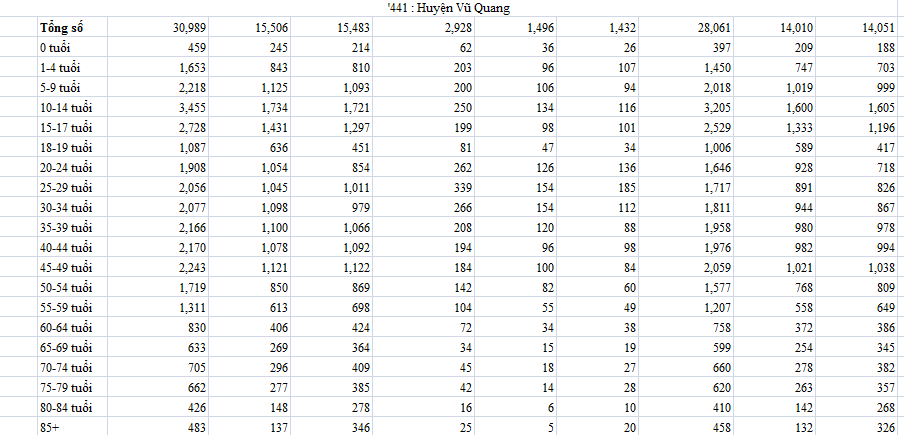 '441 : Huyện Vũ Quang
Tổng số 30,989 15,506 15,483 2,928 1,496 1,432 28,061 14,010 14,051
0 tuổi 459 245 214 62 36 26 397 209 188
1-4 tuổi 1,653 843 810 203 96 107 1,450 747 703
5-9 tuổi 2,218 1,125 1,093 200 106 94 2,018 1,019 999
10-14 tuổi 3,455 1,734 1,721 250 134 116 3,205 1,600 1,605
15-17 tuổi 2,728 1,431 1,297 199 98 101 2,529 1,333 1,196
18-19 tuổi 1,087 636 451 81 47 34 1,006 589 417
20-24 tuổi 1,908 1,054 854 262 126 136 1,646 928 718
25-29 tuổi 2,056 1,045 1,011 339 154 185 1,717 891 826
30-34 tuổi 2,077 1,098 979 266 154 112 1,811 944 867
35-39 tuổi 2,166 1,100 1,066 208 120 88 1,958 980 978
40-44 tuổi 2,170 1,078 1,092 194 96 98 1,976 982 994
45-49 tuổi 2,243 1,121 1,122 184 100 84 2,059 1,021 1,038
50-54 tuổi 1,719 850 869 142 82 60 1,577 768 809
55-59 tuổi 1,311 613 698 104 55 49 1,207 558 649
60-64 tuổi 830 406 424 72 34 38 758 372 386
65-69 tuổi 633 269 364 34 15 19 599 254 345
70-74 tuổi 705 296 409 45 18 27 660 278 382
75-79 tuổi 662 277 385 42 14 28 620 263 357
80-84 tuổi 426 148 278 16 6 10 410 142 268
85+ 483 137 346 25 5 20 458 132 326